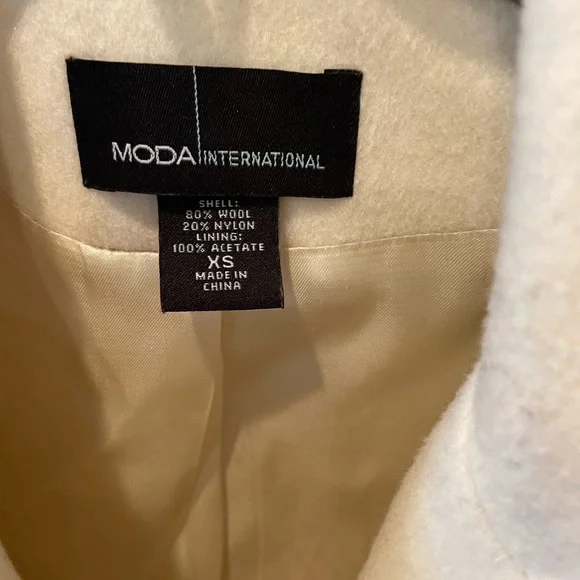 MODA INTERNATIONAL
SHELL:
80% WOOL
20% NYLON
LINING:
100% ACETATE
XS
MADE IN
CHINA